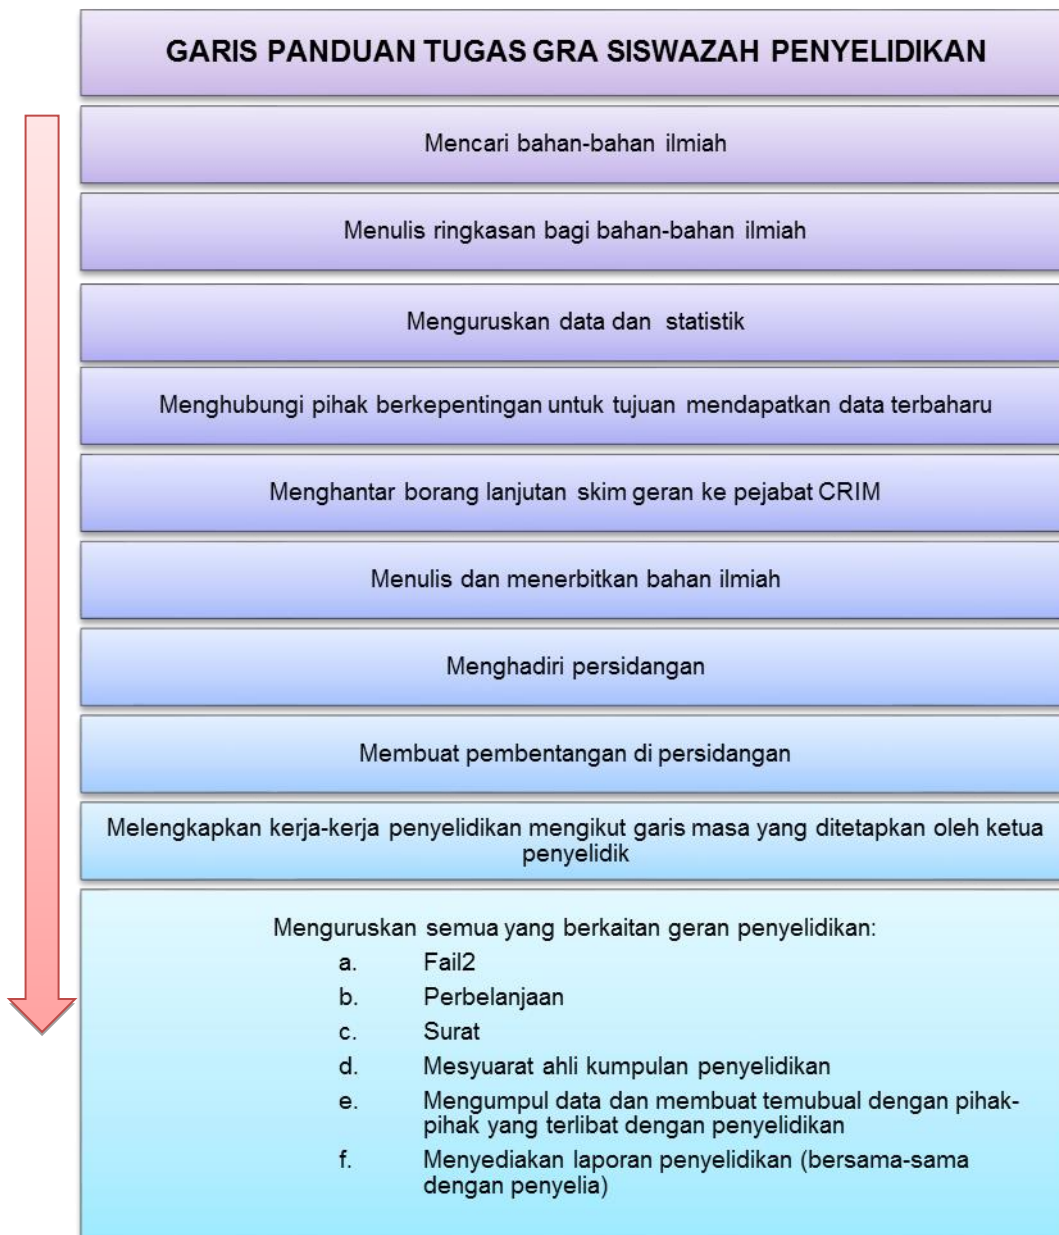 GARIS PANDUAN TUGAS GRA SISWAZAH PENYELIDIKAN
Mencari bahan-bahan ilmiah
Menulis ringkasan bagi bahan-bahan ilmiah
Menguruskan data dan statistik
Menghubungi pihak berkepentingan untuk tujuan mendapatkan data terbaharu
Menghantar borang lanjutan skim geran ke pejabat CRIM
Menulis dan menerbitkan bahan ilmiah
Menghadiri persidangan
Membuat pembentangan di persidangan
Melengkapkan kerja-kerja penyelidikan mengikut garis masa yang ditetapkan oleh ketua
penyelidik
Menguruskan semua yang berkaitan geran penyelidikan:
a. Fail2
b. Perbelanjaan
c. Surat
d. Mesyuarat ahli kumpulan penyelidikan
e. Mengumpul data dan membuat temubual dengan pihak-
pihak yang terlibat dengan penyelidikan
f. Menyediakan laporan penyelidikan (bersama-sama
dengan penyelia)